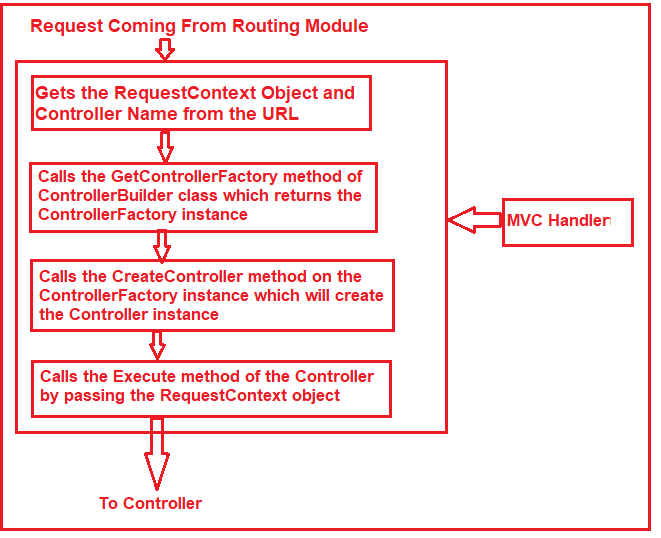 Request Coming From Routing Module
Gets the RequestContext Object and
Controller Name from the URL
Calls the GetControllerFactory method of
ControllerBuilder class which returns the
ControllerFactory instance
MVC Handler
Calls the CreateController method on the
ControllerFactory instance which will create
the Controller instance
Calls the Execute method of the Controller
by passing the RequestContext object
To Controller